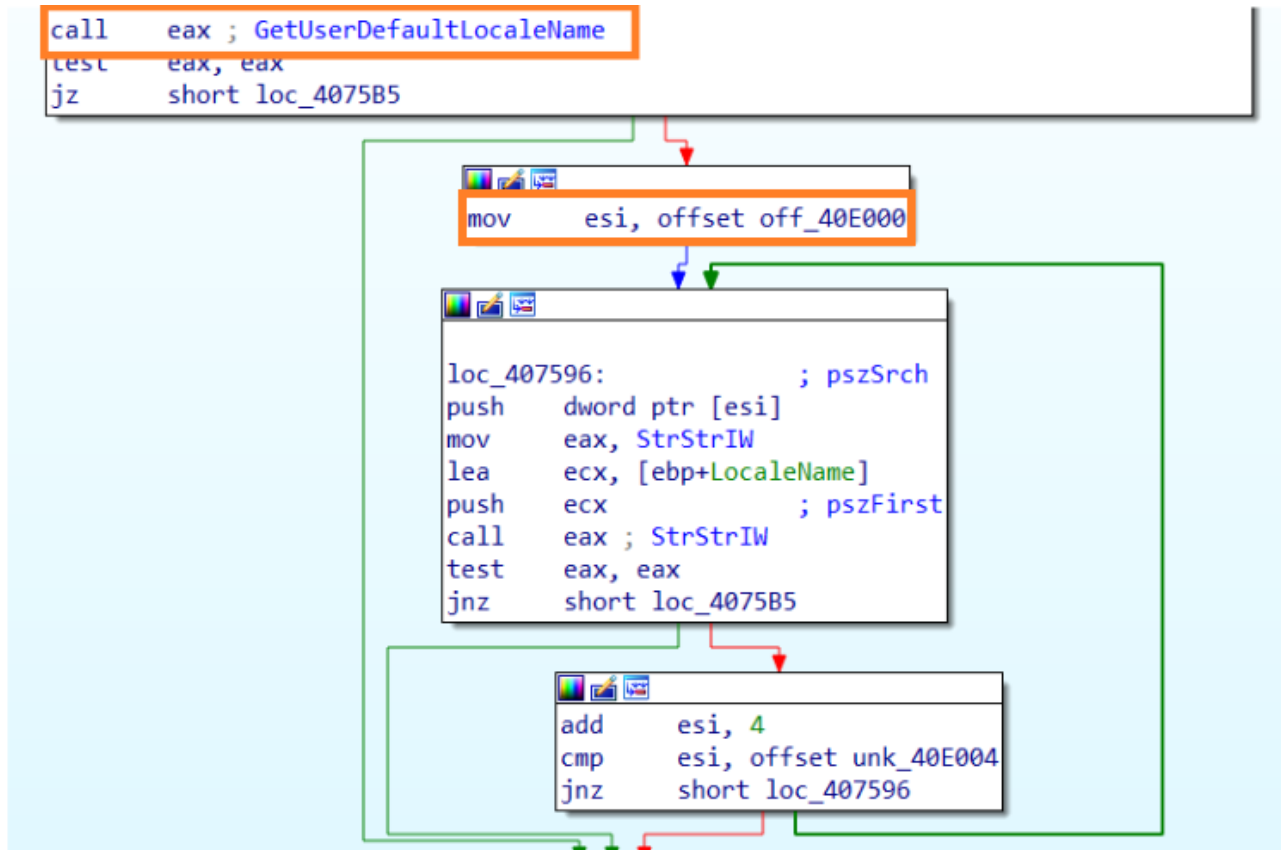 call eax ; GetUserDefaultLocaleName
test eax, eax
jz short loc_4075B5
mov esi, offset off_40E000
loc_407596: ; pszSrch
push dword ptr [esi]
mov eax, StrStrIW
lea ecx, [ebp+LocaleName]
push ecx ; pszFirst
call eax ; StrStrIW
test eax, eax
jnz short loc_4075B5
add esi, 4
cmp esi, offset unk_40E004
jnz short loc_407596